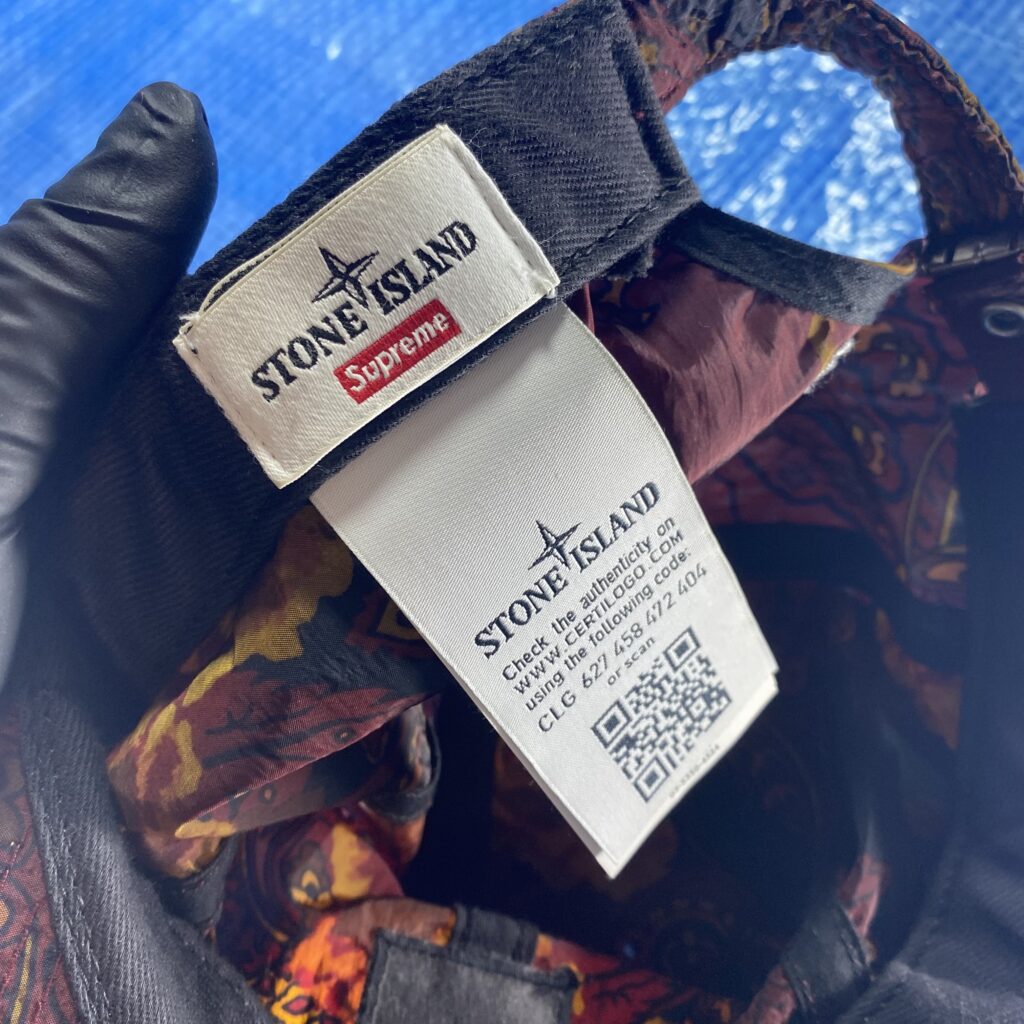 STONE ISLAND
Supreme
STONE ISLAND
Check the authenticity on
WWW.CERTILOGO.COM
using the following code:
CLG 627 458 472 404
or scan